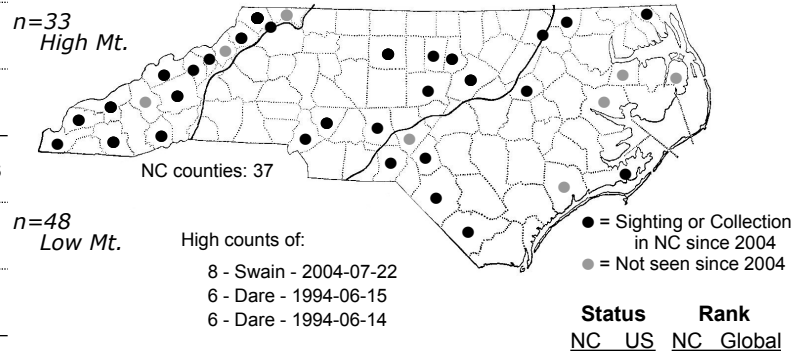 n=33
High Mt.
NC counties: 37
n=48
Low Mt.
High counts of:
8 - Swain - 2004-07-22
6 - Dare - 1994-06-15
6 - Dare - 1994-06-14
= Sighting or Collection
in NC since 2004
= Not seen since 2004
Status Rank
NC US NC Global